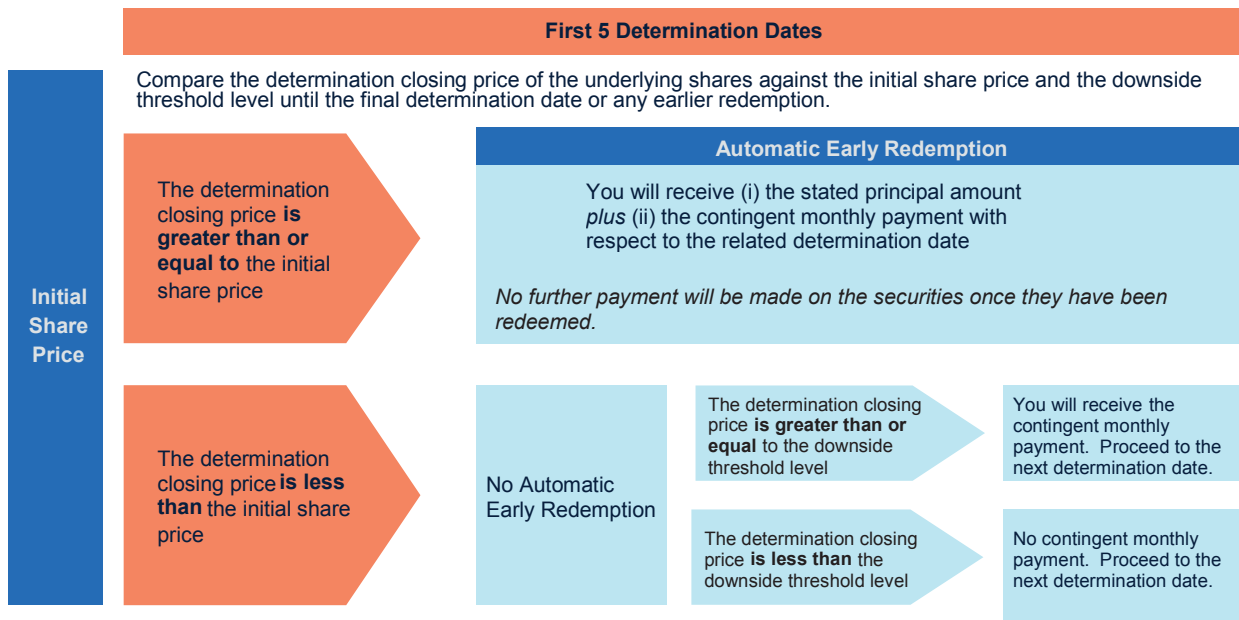 First 5 Determination Dates
Compare the determination closing price of the underlying shares against the initial share price and the downside
threshold level until the final determination date or any earlier redemption.
Initial
Share
Price
The determination
closing price is
greater than or
equal to the initial
share price
Automatic Early Redemption
You will receive (i) the stated principal amount
plus (ii) the contingent monthly payment with
respect to the related determination date
No further payment will be made on the securities once they have been
redeemed.
The determination
closing price is less
than the initial share
price
No Automatic
Early Redemption
The determination closing
price is greater than or
equal to the downside
threshold level
You will receive the
contingent monthly
payment. Proceed to the
next determination date.
The determination closing
price is less than the
downside threshold level
No contingent monthly
payment. Proceed to the
next determination date.